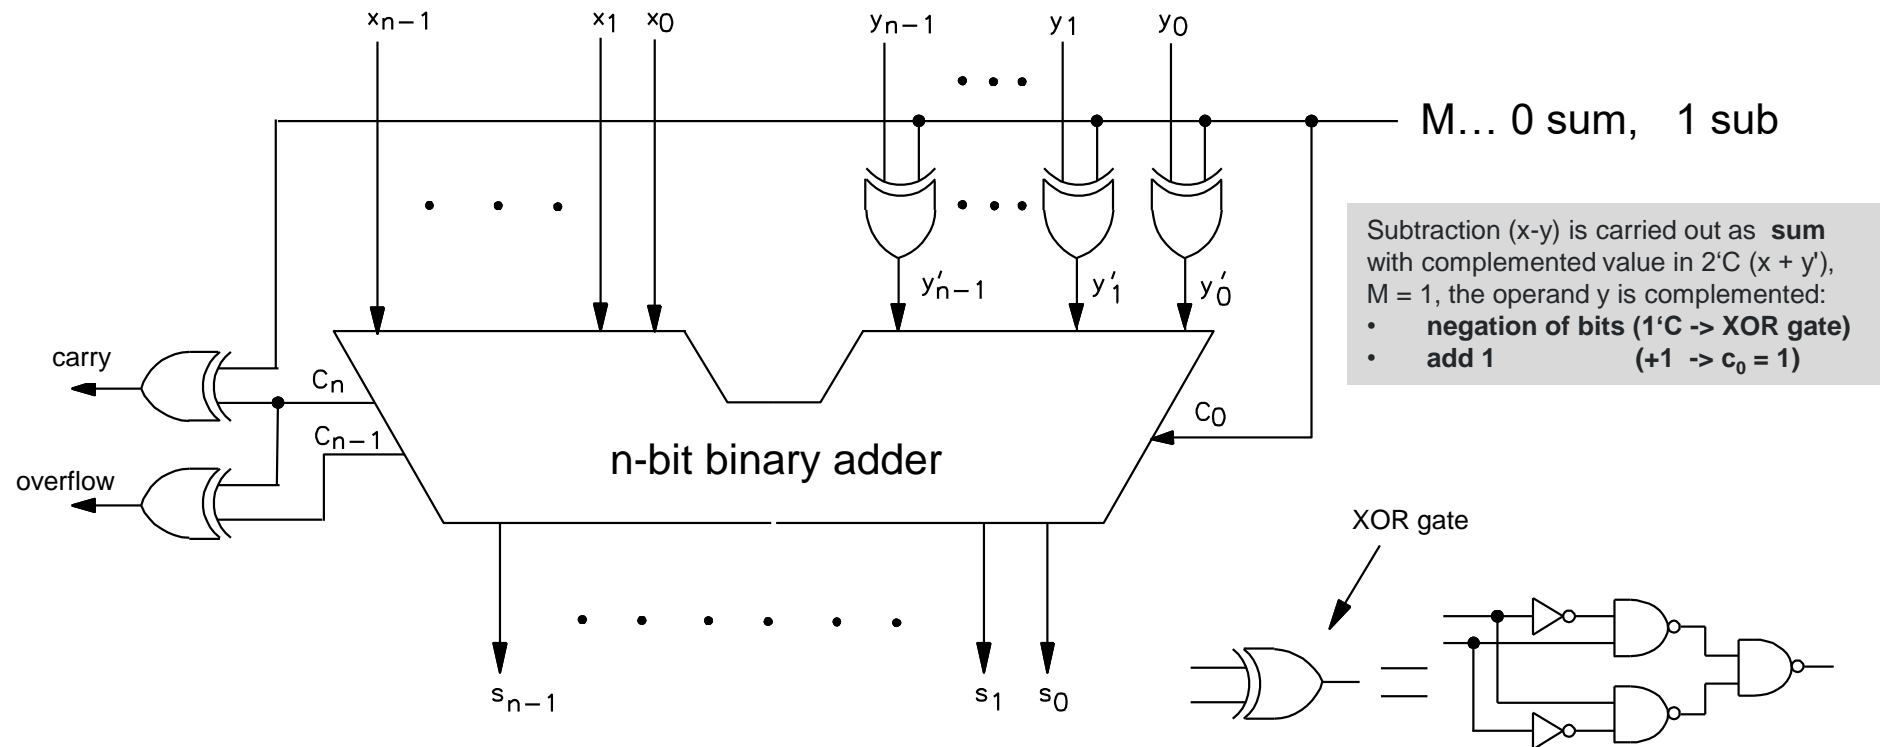 xn−1 x1 x0 yn−1 y1 y0
M... 0 sum, 1 sub
Subtraction (x-y) is carried out as sum
with complemented value in 2‘C (x + y'),
M = 1, the operand y is complemented:
• negation of bits (1‘C -> XOR gate)
• add 1 (+1 -> c0 = 1)
y′n−1 y′1 y′0
carry
Cn
C0
Cn−1
n-bit binary adder
overflow
XOR gate
sn−1 s1 s0